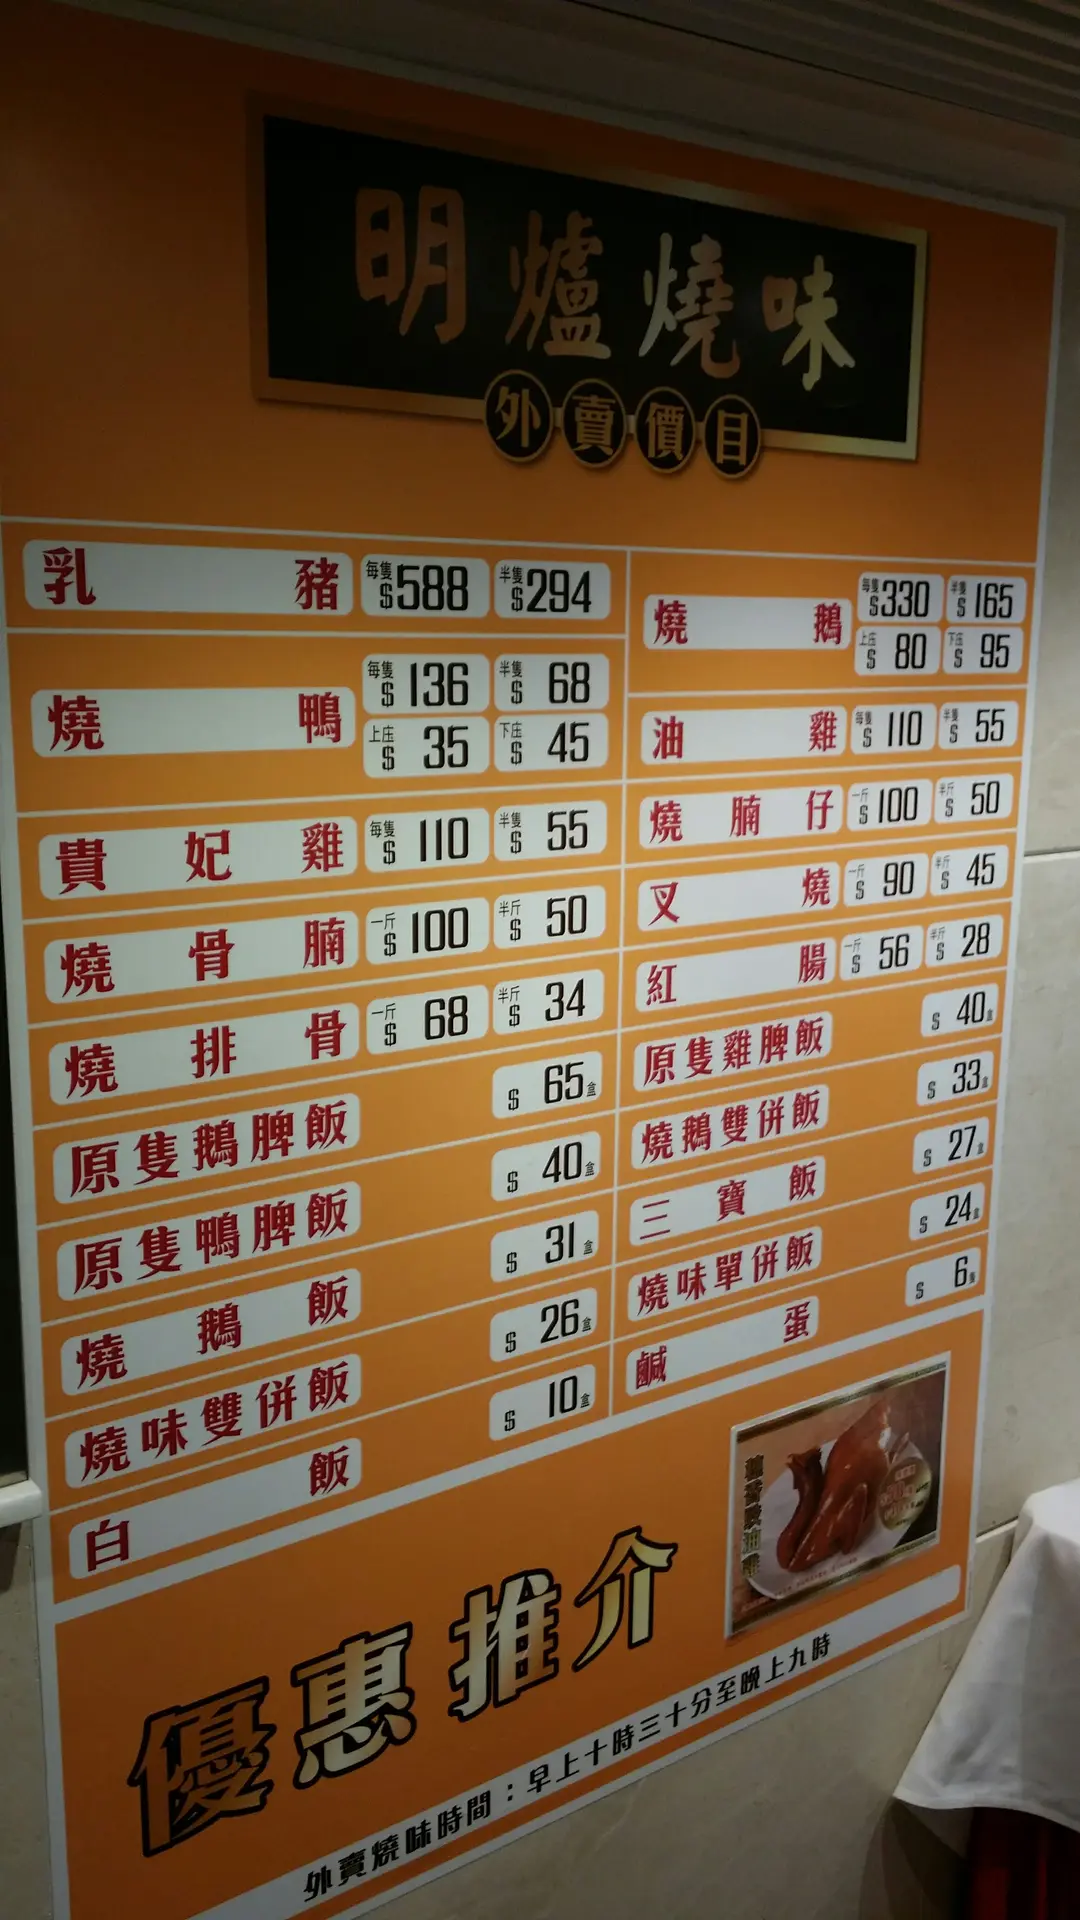 明爐燒味
外賣價目
乳豬 每隻$588 半隻$294
燒鴨 每隻$136 半隻$68
上庄$35 下庄$45
貴妃雞 每隻$110 半隻$55
燒骨腩 一斤$100 半斤$50
燒排骨 一斤$68 半斤$34
原隻鵝髀飯 $65盒
原隻鴨髀飯 $40盒
燒鵝飯 $31盒
燒味雙併飯 $26盒
白飯 $10盒
燒鵝 每隻$330 半隻$165
上庄$80 下庄$95
油雞 每隻$110 半隻$55
燒腩仔 一斤$100 半斤$50
叉燒 一斤$90 半斤$45
紅腸 一斤$56 半斤$28
原隻雞髀飯 $40盒
燒鵝雙併飯 $33盒
三寶飯 $27盒
燒味單併飯 $24盒
鹹蛋 $6隻
優惠推介
外賣燒味時間：早上十時三十分至晚上九時